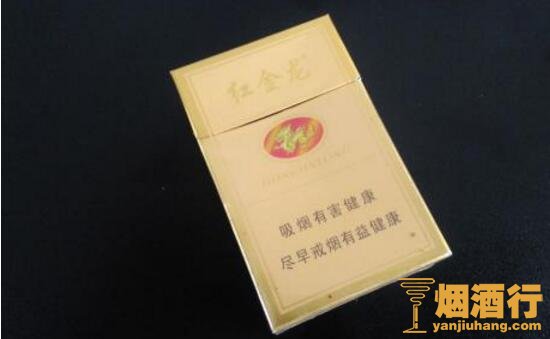 红金龙
HONGJINLONG
吸烟有害健康
尽早戒烟有益健康
烟酒行
yanjiuhang.com